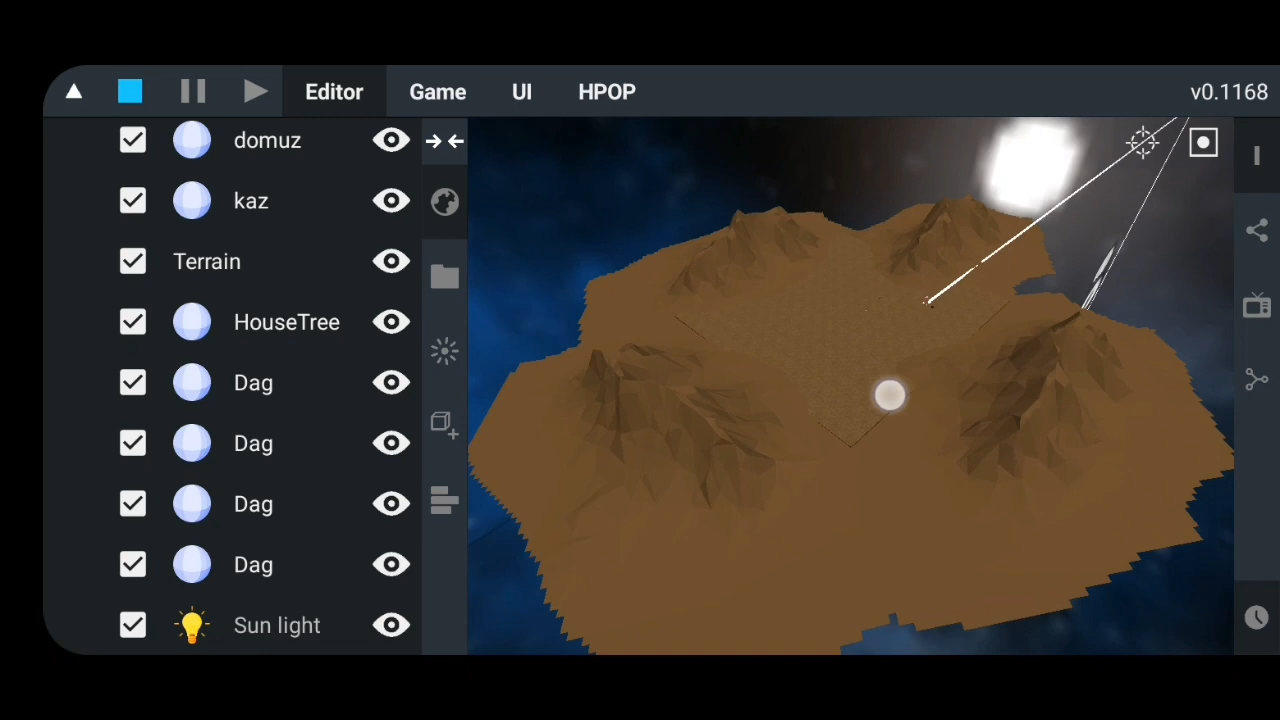 Editor Game UI HPOP v0.1168
domuz
kaz
Terrain
HouseTree
Dag
Dag
Dag
Dag
Sun light